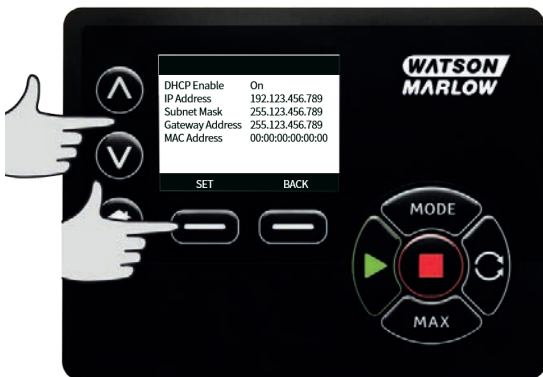 WATSON
MARLOW
DHCP Enable On
IP Address 192.123.456.789
Subnet Mask 255.123.456.789
Gateway Address 255.123.456.789
MAC Address 00:00:00:00:00:00
SET BACK
MODE
MAX